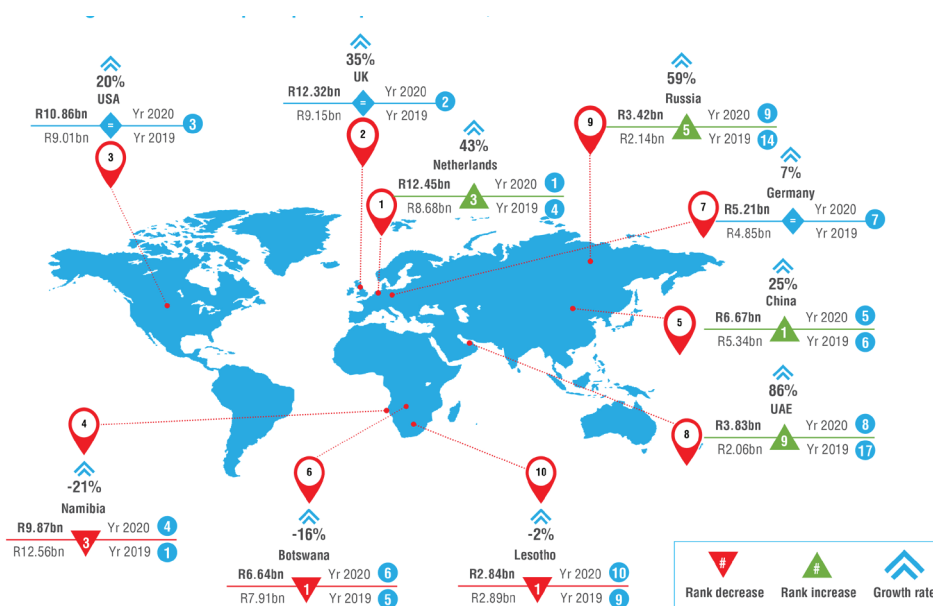 20%
USA
R10.86bn = Yr 2020
R9.01bn Yr 2019 3
3
35%
UK
R12.32bn = Yr 2020
R9.15bn Yr 2019 2
2
43%
Netherlands
R12.45bn 3 Yr 2020 1
R8.68bn Yr 2019 4
1
59%
Russia
R3.42bn 5 Yr 2020 9
R2.14bn Yr 2019 14
9
7%
Germany
R5.21bn = Yr 2020
R4.85bn Yr 2019 7
7
25%
China
R6.67bn 1 Yr 2020 5
R5.34bn Yr 2019 6
5
86%
UAE
R3.83bn 9 Yr 2020 8
R2.06bn Yr 2019 17
8
4
-21%
Namibia
R9.87bn 3 Yr 2020 4
R12.56bn Yr 2019 1
6
-16%
Botswana
R6.64bn 1 Yr 2020 6
R7.91bn Yr 2019 5
10
-2%
Lesotho
R2.84bn 1 Yr 2020 10
R2.89bn Yr 2019 9
# # 
Rank decrease Rank increase Growth rate